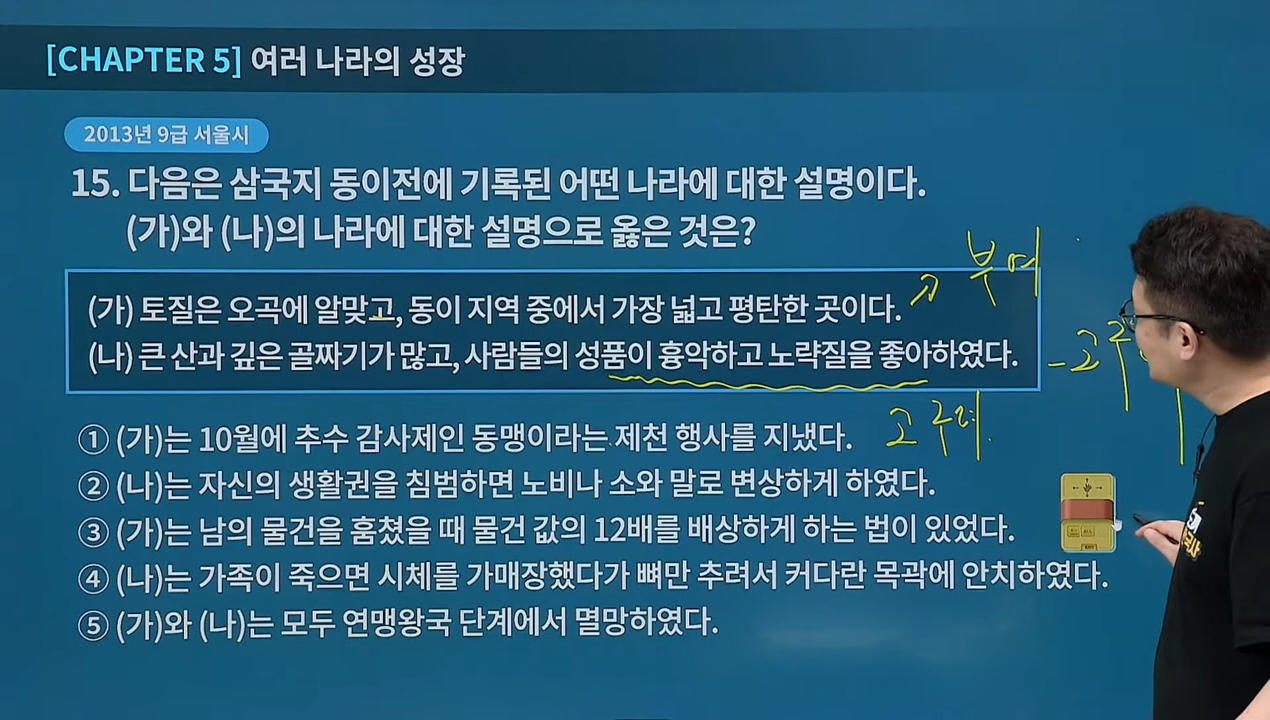 [CHAPTER 5] 여러 나라의 성장
2013년 9급 서울시
15. 다음은 삼국지 동이전에 기록된 어떤 나라에 대한 설명이다.
(가)와 (나)의 나라에 대한 설명으로 옳은 것은?
부여
(가) 토질은 오곡에 알맞고, 동이 지역 중에서 가장 넓고 평탄한 곳이다.
(나) 큰 산과 깊은 골짜기가 많고, 사람들의 성품이 흉악하고 노략질을 좋아하였다.
고구려
① (가)는 10월에 추수 감사제인 동맹이라는 제천 행사를 지냈다.
② (나)는 자신의 생활권을 침범하면 노비나 소와 말로 변상하게 하였다.
③ (가)는 남의 물건을 훔쳤을 때 물건 값의 12배를 배상하게 하는 법이 있었다.
④ (나)는 가족이 죽으면 시체를 가매장했다가 뼈만 추려서 커다란 목곽에 안치하였다.
⑤ (가)와 (나)는 모두 연맹왕국 단계에서 멸망하였다.